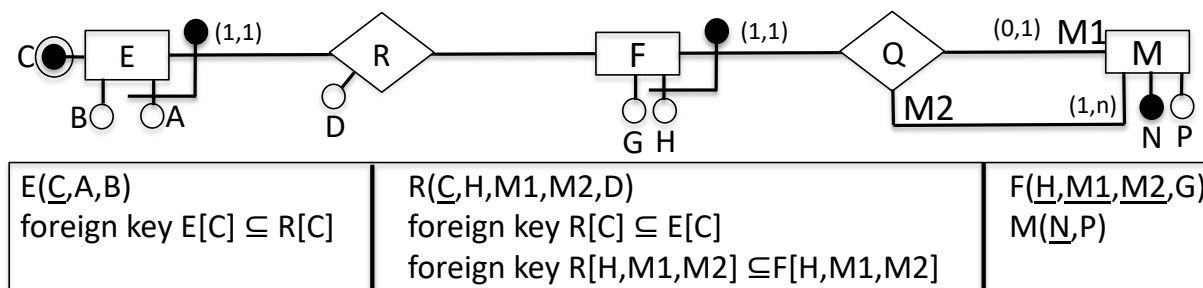 C E (1,1) R F (1,1) Q (0,1) M1 M
B A D G H M2 (1,n) N P
E(C,A,B)
foreign key E[C] ⊆ R[C]
R(C,H,M1,M2,D)
foreign key R[C] ⊆ E[C]
foreign key R[H,M1,M2] ⊆F[H,M1,M2]
F(H,M1,M2,G)
M(N,P)